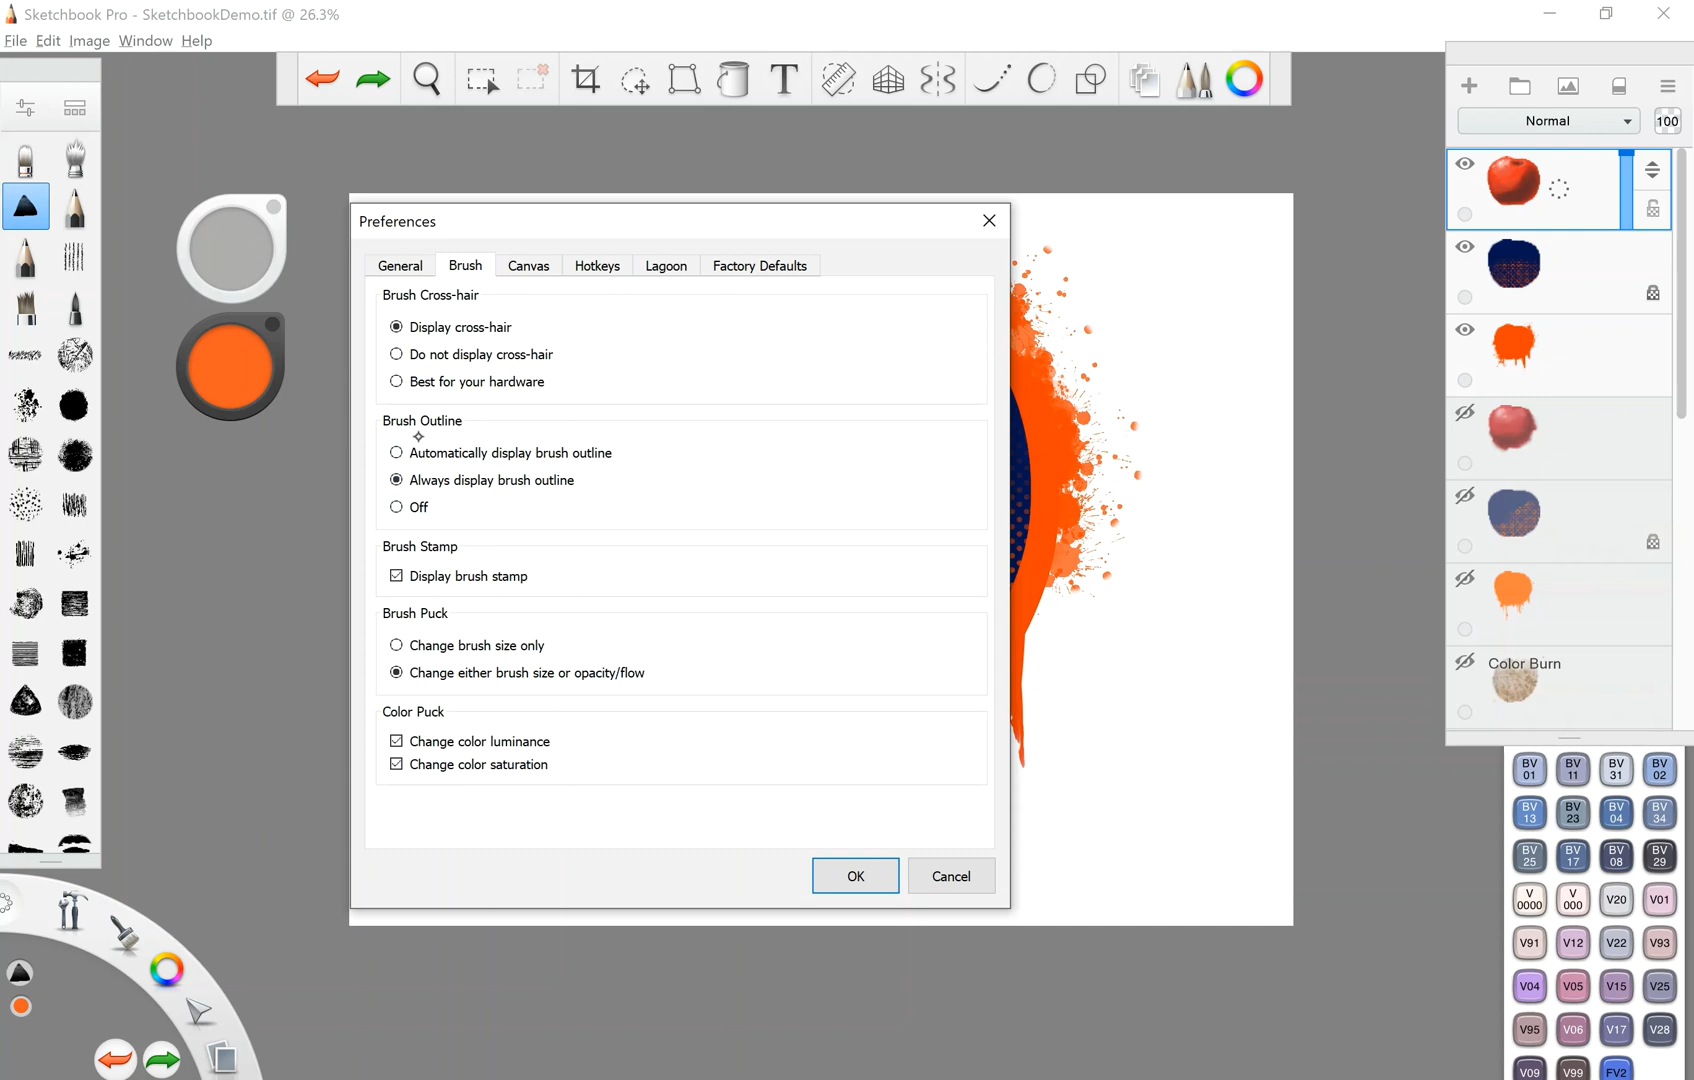 Sketchbook Pro - SketchbookDemo.tif @ 26.3%
File Edit Image Window Help
T
Normal 100
Preferences
General Brush Canvas Hotkeys Lagoon Factory Defaults
Brush Cross-hair
Display cross-hair
Do not display cross-hair
Best for your hardware
Brush Outline
Automatically display brush outline
Always display brush outline
Off
Brush Stamp
Display brush stamp
Brush Puck
Change brush size only
Change either brush size or opacity/flow
Color Puck
Change color luminance
Change color saturation
OK Cancel
Color Burn
BV 01 BV 11 BV 31 BV 02
BV 13 BV 23 BV 04 BV 34
BV 25 BV 17 BV 08 BV 29
V 0000 V 000 V20 V01
V91 V12 V22 V93
V04 V05 V15 V25
V95 V06 V17 V28
V09 V99 FV2